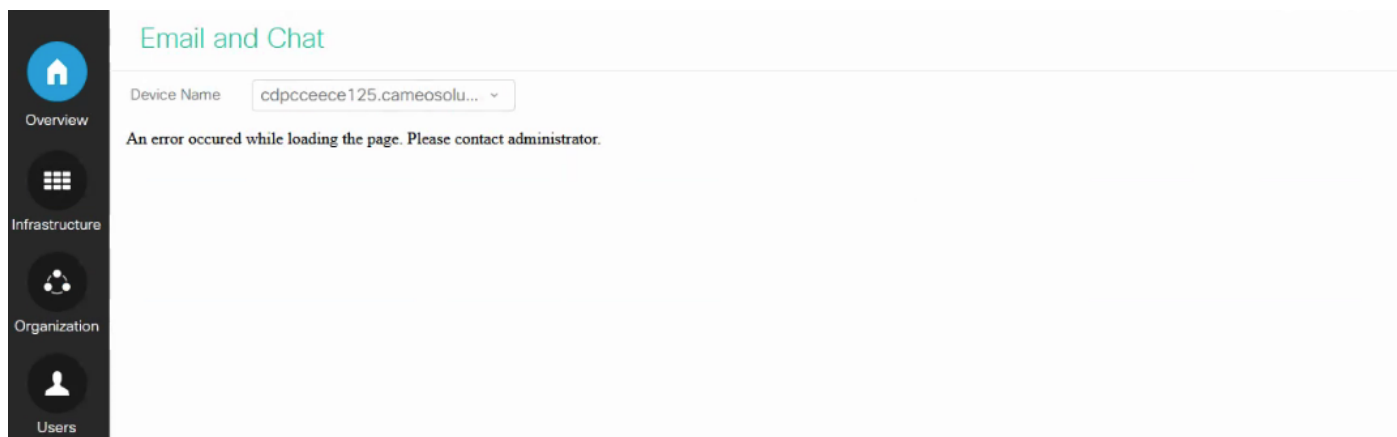 Email and Chat
Device Name
cdpcceece125.cameosolu...
Overview
An error occured while loading the page. Please contact administrator.
Infrastructure
Organization
Users